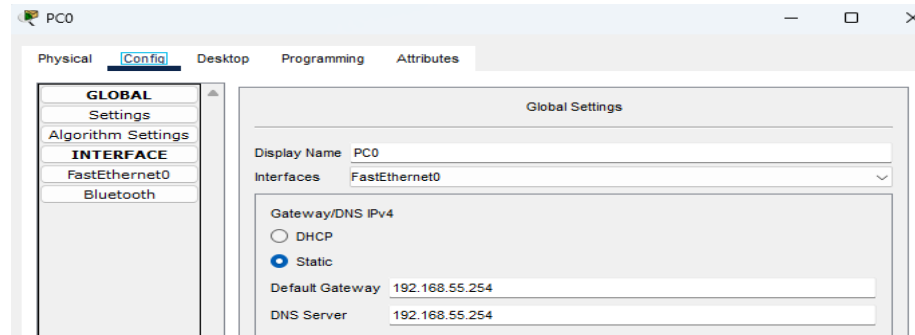 PC0
Physical Config Desktop Programming Attributes
GLOBAL
Settings
Algorithm Settings
INTERFACE
FastEthernet0
Bluetooth
Global Settings
Display Name PC0
Interfaces FastEthernet0
Gateway/DNS IPv4
DHCP
Static
Default Gateway 192.168.55.254
DNS Server 192.168.55.254